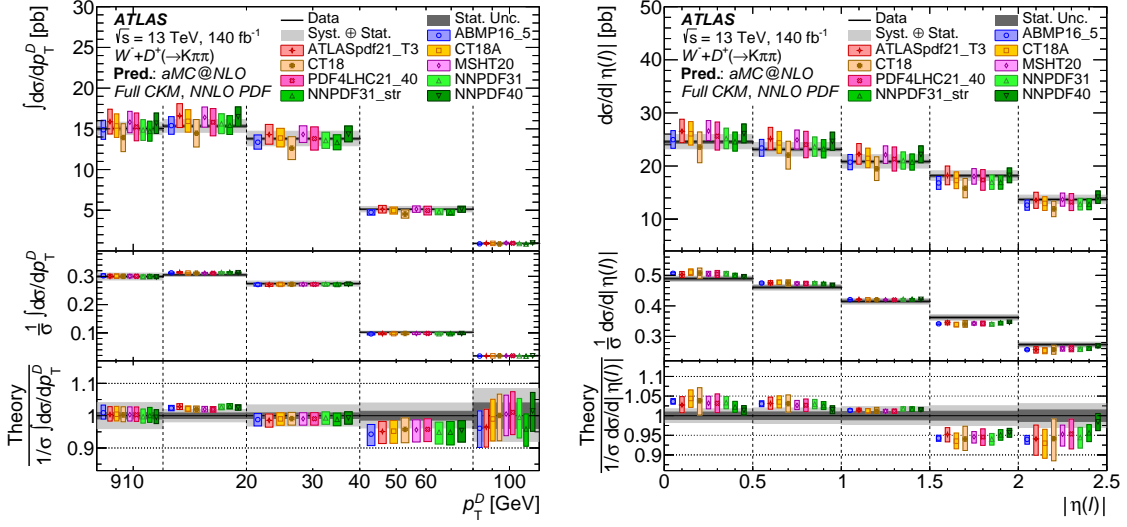 ATLAS
√s = 13 TeV, 140 fb⁻¹
W⁻+D⁺(→Kππ)
Pred.: aMC@NLO
Full CKM, NNLO PDF
Data
Stat. Unc.
Syst. ⊕ Stat.
ABMP16_5
ATLASpdf21_T3
CT18A
CT18
MSHT20
PDF4LHC21_40
NNPDF31
NNPDF31_str
NNPDF40
∫dσ/dp_T^D [pb]
30
25
20
15
10
5
1/σ ∫dσ/dp_T^D
0.3
0.2
0.1
Theory
1/σ ∫dσ/dp_T^D
1.1
1.0
0.9
9 10 20 30 40 50 60 100
p_T^D [GeV]
ATLAS
√s = 13 TeV, 140 fb⁻¹
W⁻+D⁺(→Kππ)
Pred.: aMC@NLO
Full CKM, NNLO PDF
Data
Stat. Unc.
Syst. ⊕ Stat.
ABMP16_5
ATLASpdf21_T3
CT18A
CT18
MSHT20
PDF4LHC21_40
NNPDF31
NNPDF31_str
NNPDF40
dσ/d|η(l)| [pb]
50
40
30
20
10
1/σ dσ/d|η(l)|
0.5
0.4
0.3
Theory
1/σ dσ/d|η(l)|
1.1
1.05
1
0.95
0.9
0 0.5 1 1.5 2 2.5
|η(l)|